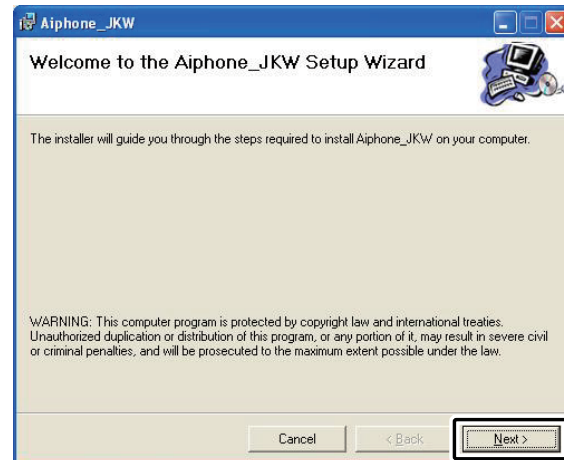 Aiphone_JKW
Welcome to the Aiphone_JKW Setup Wizard
The installer will guide you through the steps required to install Aiphone_JKW on your computer.
WARNING: This computer program is protected by copyright law and international treaties.
Unauthorized duplication or distribution of this program, or any portion of it, may result in severe civil
or criminal penalties, and will be prosecuted to the maximum extent possible under the law.
Cancel
< Back
Next >